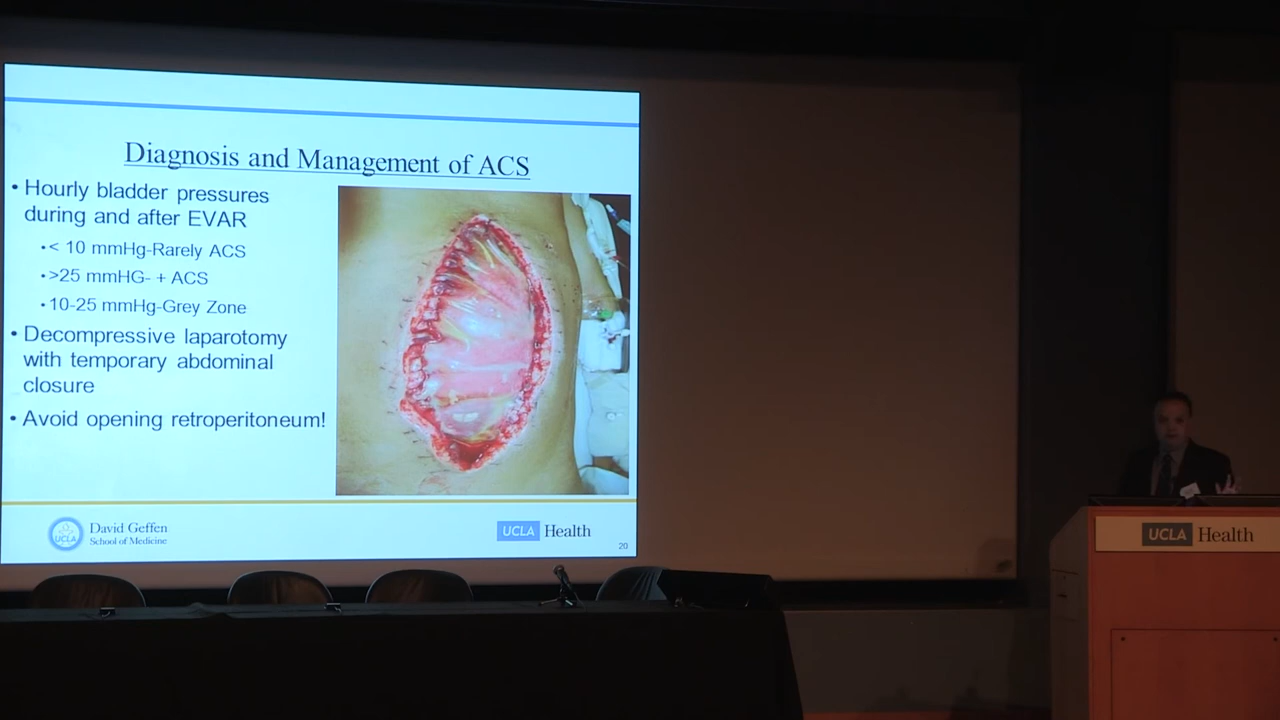 Diagnosis and Management of ACS
• Hourly bladder pressures
during and after EVAR
•< 10 mmHg-Rarely ACS
•>25 mmHG- + ACS
•10-25 mmHg-Grey Zone
• Decompressive laparotomy
with temporary abdominal
closure
• Avoid opening retroperitoneum!
UCLA
David Geffen
School of Medicine
UCLA Health
20
UCLA Health